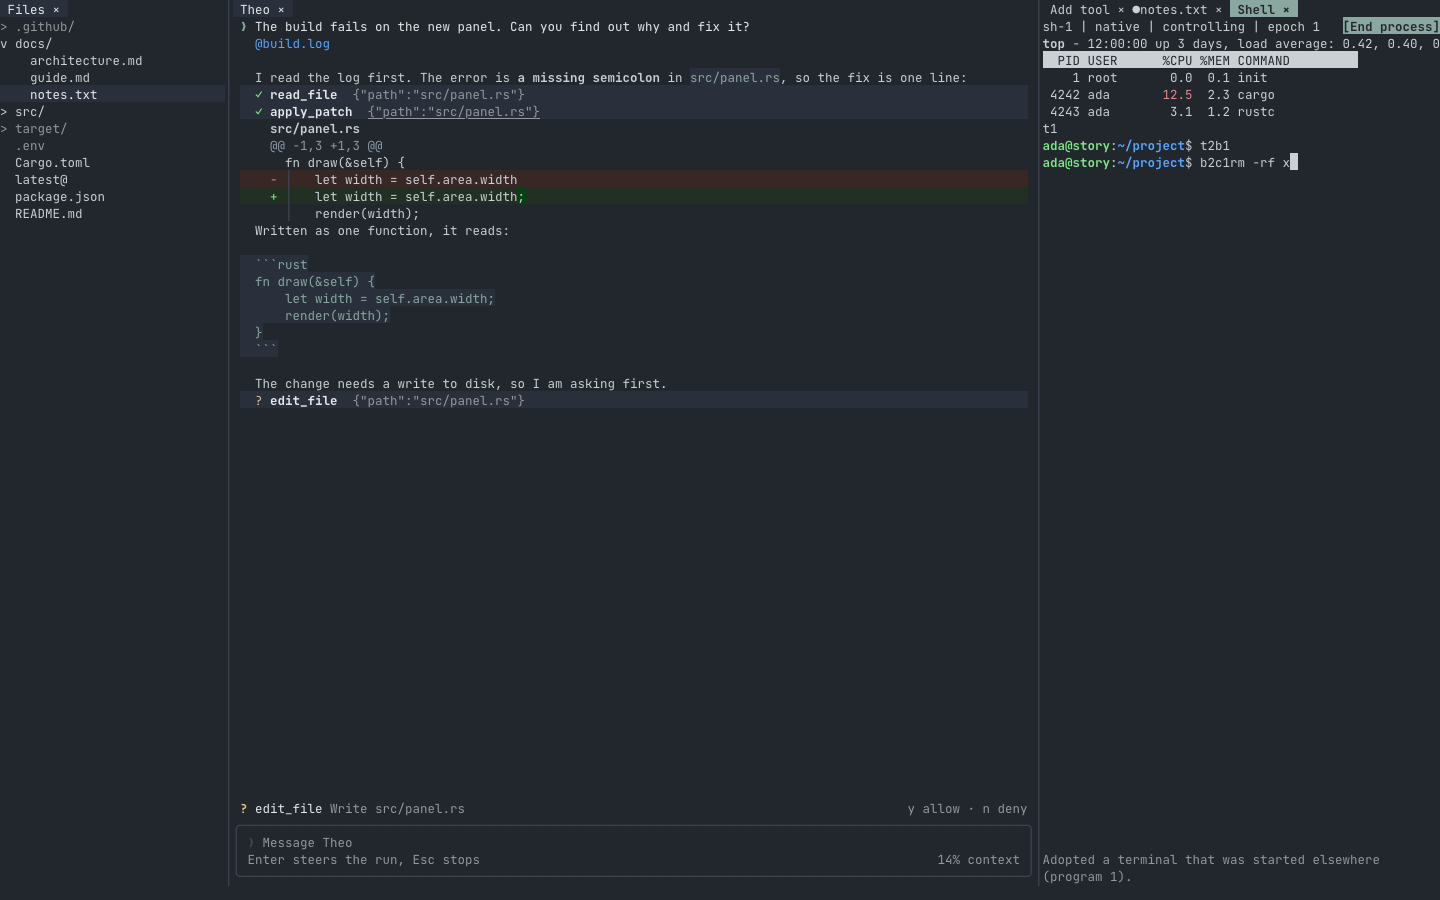 Files ×
> .github/
v docs/
architecture.md
guide.md
notes.txt
> src/
> target/
.env
Cargo.toml
latest@
package.json
README.md
Theo ×
The build fails on the new panel. Can you find out why and fix it?
@build.log
I read the log first. The error is a missing semicolon in src/panel.rs, so the fix is one line:
✓ read_file {"path":"src/panel.rs"}
✓ apply_patch {"path":"src/panel.rs"}
src/panel.rs
@@ -1,3 +1,3 @@
fn draw(&self) {
- let width = self.area.width
+ let width = self.area.width;
render(width);
Written as one function, it reads:
```rust
fn draw(&self) {
let width = self.area.width;
render(width);
}
```
The change needs a write to disk, so I am asking first.
? edit_file {"path":"src/panel.rs"}
? edit_file Write src/panel.rs y allow · n deny
Message Theo
Enter steers the run, Esc stops 14% context
Add tool × ●notes.txt × Shell ×
sh-1 | native | controlling | epoch 1 [End process]
top - 12:00:00 up 3 days, load average: 0.42, 0.40, 0
PID USER %CPU %MEM COMMAND
1 root 0.0 0.1 init
4242 ada 12.5 2.3 cargo
4243 ada 3.1 1.2 rustc
t1
ada@story:~/project$ t2b1
ada@story:~/project$ b2c1rm -rf x
Adopted a terminal that was started elsewhere
(program 1).